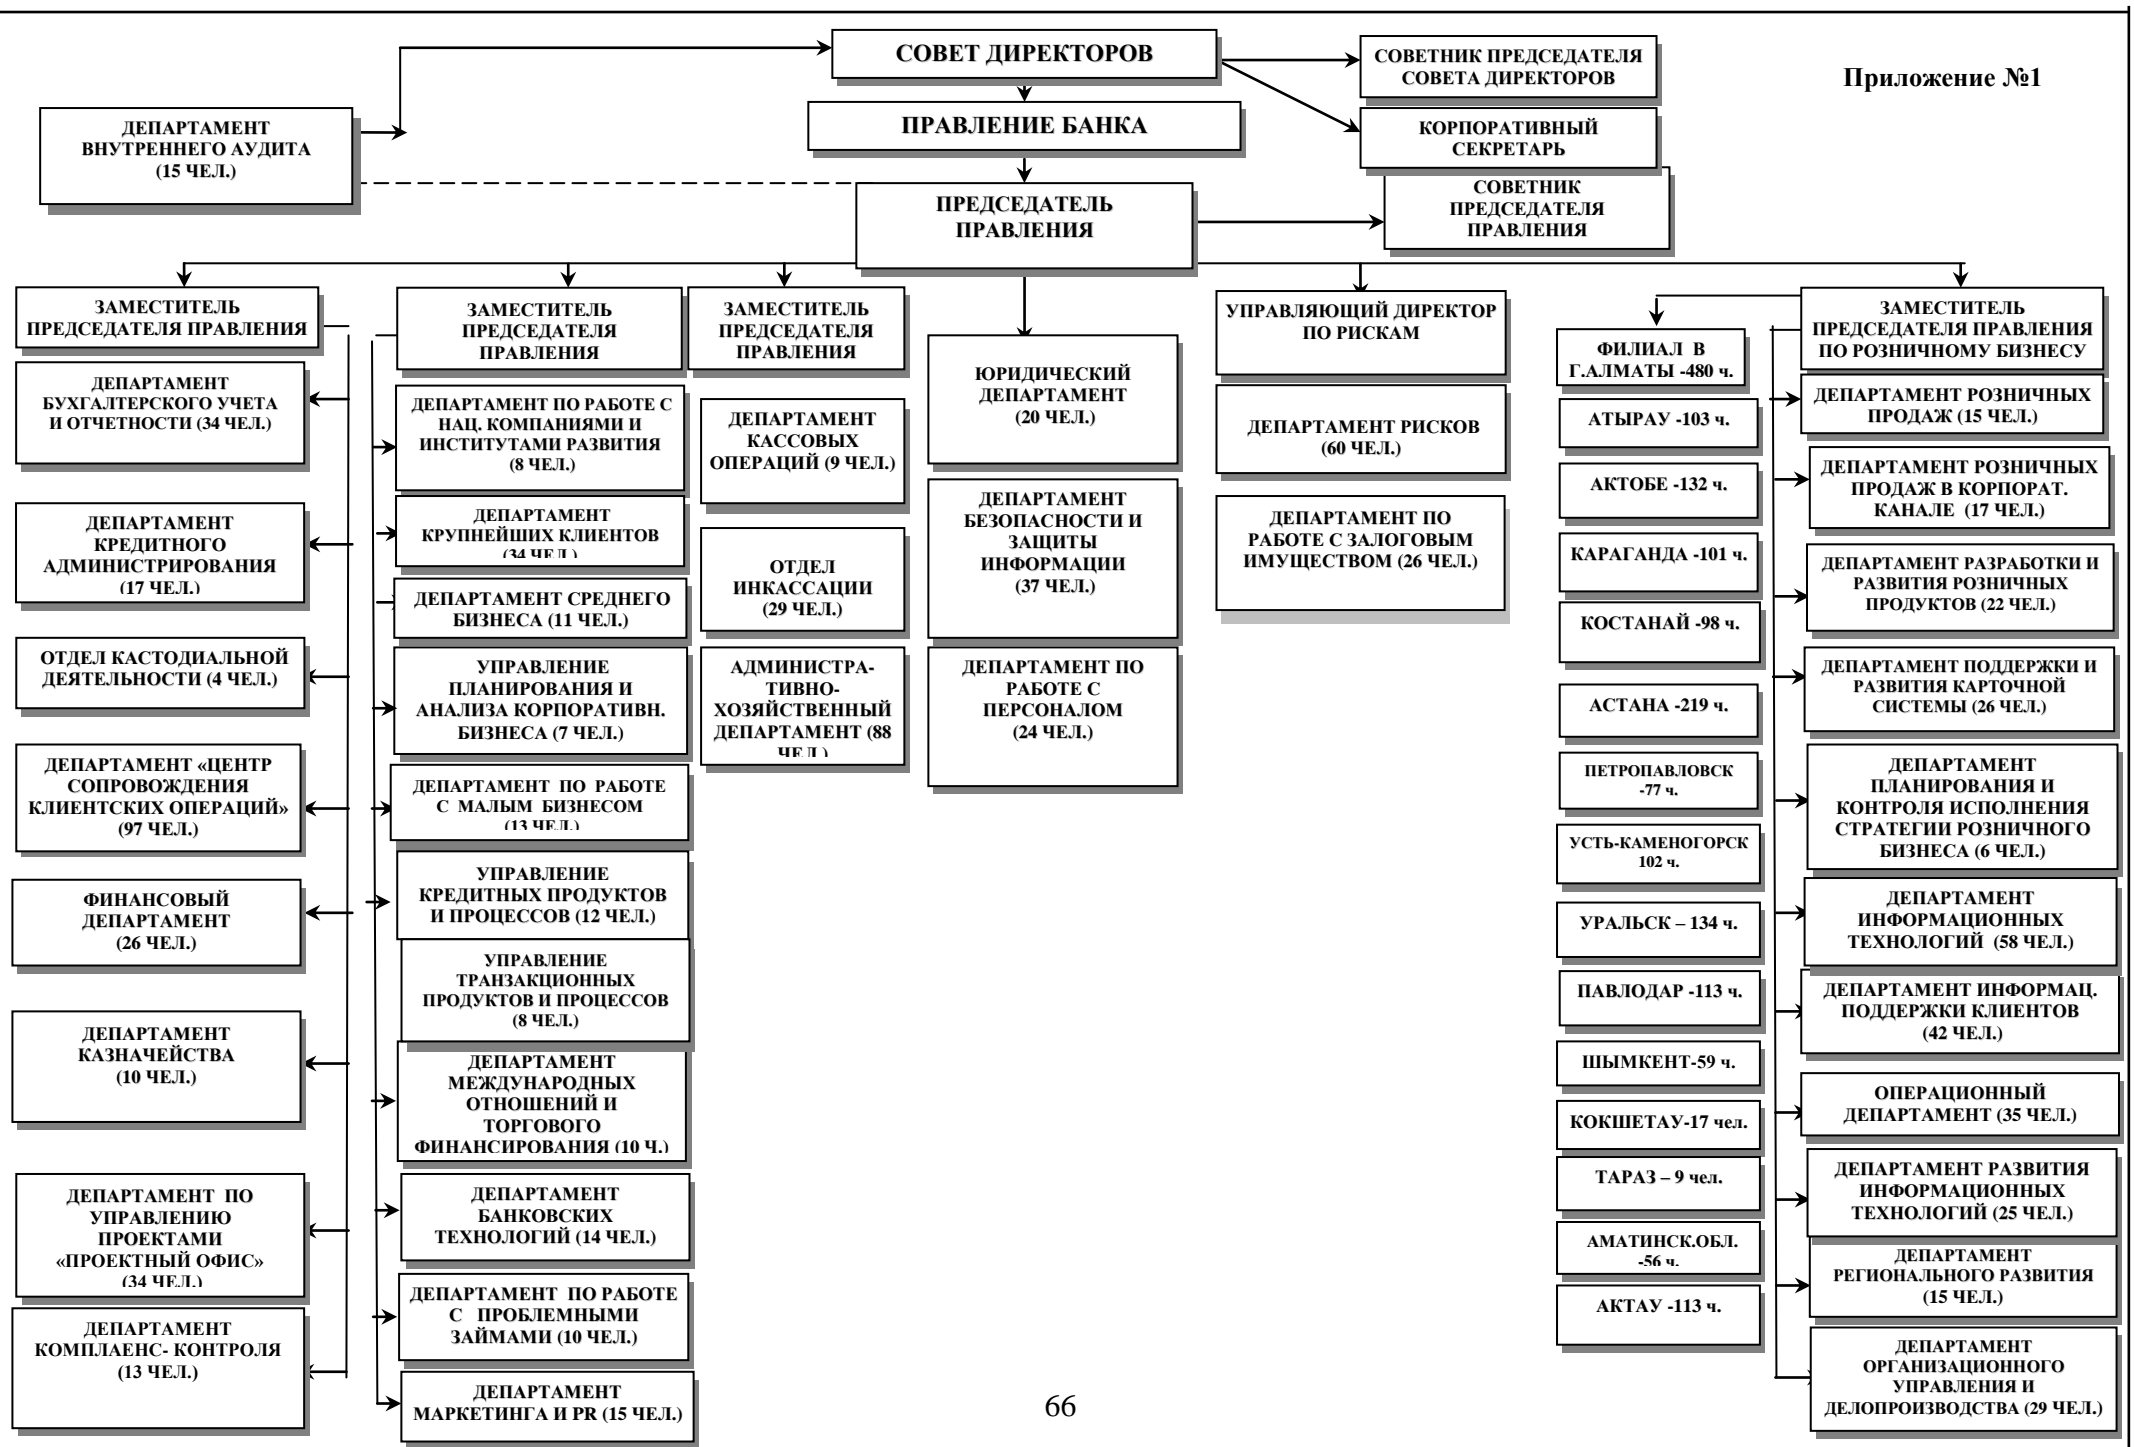 СОВЕТ ДИРЕКТОРОВ
СОВЕТНИК ПРЕДСЕДАТЕЛЯ
СОВЕТА ДИРЕКТОРОВ
Приложение №1
ПРАВЛЕНИЕ БАНКА
КОРПОРАТИВНЫЙ
СЕКРЕТАРЬ
ДЕПАРТАМЕНТ
ВНУТРЕННЕГО АУДИТА
(15 ЧЕЛ.)
ПРЕДСЕДАТЕЛЬ
ПРАВЛЕНИЯ
СОВЕТНИК
ПРЕДСЕДАТЕЛЯ
ПРАВЛЕНИЯ
ЗАМЕСТИТЕЛЬ
ПРЕДСЕДАТЕЛЯ ПРАВЛЕНИЯ
ДЕПАРТАМЕНТ
БУХГАЛТЕРСКОГО УЧЕТА
И ОТЧЕТНОСТИ (34 ЧЕЛ.)
ДЕПАРТАМЕНТ
КРЕДИТНОГО
АДМИНИСТРИРОВАНИЯ
(17 ЧЕЛ.)
ОТДЕЛ КАСТОДИАЛЬНОЙ
ДЕЯТЕЛЬНОСТИ (4 ЧЕЛ.)
ДЕПАРТАМЕНТ «ЦЕНТР
СОПРОВОЖДЕНИЯ
КЛИЕНТСКИХ ОПЕРАЦИЙ»
(97 ЧЕЛ.)
ФИНАНСОВЫЙ
ДЕПАРТАМЕНТ
(26 ЧЕЛ.)
ДЕПАРТАМЕНТ
КАЗНАЧЕЙСТВА
(10 ЧЕЛ.)
ДЕПАРТАМЕНТ ПО
УПРАВЛЕНИЮ
ПРОЕКТАМИ
«ПРОЕКТНЫЙ ОФИС»
(34 ЧЕЛ.)
ДЕПАРТАМЕНТ
КОМПЛАЕНС- КОНТРОЛЯ
(13 ЧЕЛ.)
ЗАМЕСТИТЕЛЬ
ПРЕДСЕДАТЕЛЯ
ПРАВЛЕНИЯ
ДЕПАРТАМЕНТ ПО РАБОТЕ С
НАЦ. КОМПАНИЯМИ И
ИНСТИТУТАМИ РАЗВИТИЯ
(8 ЧЕЛ.)
ДЕПАРТАМЕНТ
КРУПНЕЙШИХ КЛИЕНТОВ
(34 ЧЕЛ.)
ДЕПАРТАМЕНТ СРЕДНЕГО
БИЗНЕСА (11 ЧЕЛ.)
УПРАВЛЕНИЕ
ПЛАНИРОВАНИЯ И
АНАЛИЗА КОРПОРАТИВН.
БИЗНЕСА (7 ЧЕЛ.)
ДЕПАРТАМЕНТ ПО РАБОТЕ
С МАЛЫМ БИЗНЕСОМ
(13 ЧЕЛ.)
УПРАВЛЕНИЕ
КРЕДИТНЫХ ПРОДУКТОВ
И ПРОЦЕССОВ (12 ЧЕЛ.)
УПРАВЛЕНИЕ
ТРАНЗАКЦИОННЫХ
ПРОДУКТОВ И ПРОЦЕССОВ
(8 ЧЕЛ.)
ДЕПАРТАМЕНТ
МЕЖДУНАРОДНЫХ
ОТНОШЕНИЙ И
ТОРГОВОГО
ФИНАНСИРОВАНИЯ (10 Ч.)
ДЕПАРТАМЕНТ
БАНКОВСКИХ
ТЕХНОЛОГИЙ (14 ЧЕЛ.)
ДЕПАРТАМЕНТ ПО РАБОТЕ
С ПРОБЛЕМНЫМИ
ЗАЙМАМИ (10 ЧЕЛ.)
ДЕПАРТАМЕНТ
МАРКЕТИНГА И PR (15 ЧЕЛ.)
ЗАМЕСТИТЕЛЬ
ПРЕДСЕДАТЕЛЯ
ПРАВЛЕНИЯ
ДЕПАРТАМЕНТ
КАССОВЫХ
ОПЕРАЦИЙ (9 ЧЕЛ.)
ОТДЕЛ
ИНКАССАЦИИ
(29 ЧЕЛ.)
АДМИНИСТРА-
ТИВНО-
ХОЗЯЙСТВЕННЫЙ
ДЕПАРТАМЕНТ (88
ЧЕЛ.)
ЮРИДИЧЕСКИЙ
ДЕПАРТАМЕНТ
(20 ЧЕЛ.)
ДЕПАРТАМЕНТ
БЕЗОПАСНОСТИ И
ЗАЩИТЫ
ИНФОРМАЦИИ
(37 ЧЕЛ.)
ДЕПАРТАМЕНТ ПО
РАБОТЕ С
ПЕРСОНАЛОМ
(24 ЧЕЛ.)
УПРАВЛЯЮЩИЙ ДИРЕКТОР
ПО РИСКАМ
ДЕПАРТАМЕНТ РИСКОВ
(60 ЧЕЛ.)
ДЕПАРТАМЕНТ ПО
РАБОТЕ С ЗАЛОГОВЫМ
ИМУЩЕСТВОМ (26 ЧЕЛ.)
ФИЛИАЛ В
Г.АЛМАТЫ -480 ч.
АТЫРАУ -103 ч.
АКТОБЕ -132 ч.
КАРАГАНДА -101 ч.
КОСТАНАЙ -98 ч.
АСТАНА -219 ч.
ПЕТРОПАВЛОВСК
-77 ч.
УСТЬ-КАМЕНОГОРСК
102 ч.
УРАЛЬСК – 134 ч.
ПАВЛОДАР -113 ч.
ШЫМКЕНТ-59 ч.
КОКШЕТАУ-17 чел.
ТАРАЗ – 9 чел.
АМАТИНСК.ОБЛ.
-56 ч.
АКТАУ -113 ч.
ЗАМЕСТИТЕЛЬ
ПРЕДСЕДАТЕЛЯ ПРАВЛЕНИЯ
ПО РОЗНИЧНОМУ БИЗНЕСУ
ДЕПАРТАМЕНТ РОЗНИЧНЫХ
ПРОДАЖ (15 ЧЕЛ.)
ДЕПАРТАМЕНТ РОЗНИЧНЫХ
ПРОДАЖ В КОРПОРАТ.
КАНАЛЕ (17 ЧЕЛ.)
ДЕПАРТАМЕНТ РАЗРАБОТКИ И
РАЗВИТИЯ РОЗНИЧНЫХ
ПРОДУКТОВ (22 ЧЕЛ.)
ДЕПАРТАМЕНТ ПОДДЕРЖКИ И
РАЗВИТИЯ КАРТОЧНОЙ
СИСТЕМЫ (26 ЧЕЛ.)
ДЕПАРТАМЕНТ
ПЛАНИРОВАНИЯ И
КОНТРОЛЯ ИСПОЛНЕНИЯ
СТРАТЕГИИ РОЗНИЧНОГО
БИЗНЕСА (6 ЧЕЛ.)
ДЕПАРТАМЕНТ
ИНФОРМАЦИОННЫХ
ТЕХНОЛОГИЙ (58 ЧЕЛ.)
ДЕПАРТАМЕНТ ИНФОРМАЦ.
ПОДДЕРЖКИ КЛИЕНТОВ
(42 ЧЕЛ.)
ОПЕРАЦИОННЫЙ
ДЕПАРТАМЕНТ (35 ЧЕЛ.)
ДЕПАРТАМЕНТ РАЗВИТИЯ
ИНФОРМАЦИОННЫХ
ТЕХНОЛОГИЙ (25 ЧЕЛ.)
ДЕПАРТАМЕНТ
РЕГИОНАЛЬНОГО РАЗВИТИЯ
(15 ЧЕЛ.)
ДЕПАРТАМЕНТ
ОРГАНИЗАЦИОННОГО
УПРАВЛЕНИЯ И
ДЕЛОПРОИЗВОДСТВА (29 ЧЕЛ.)
66